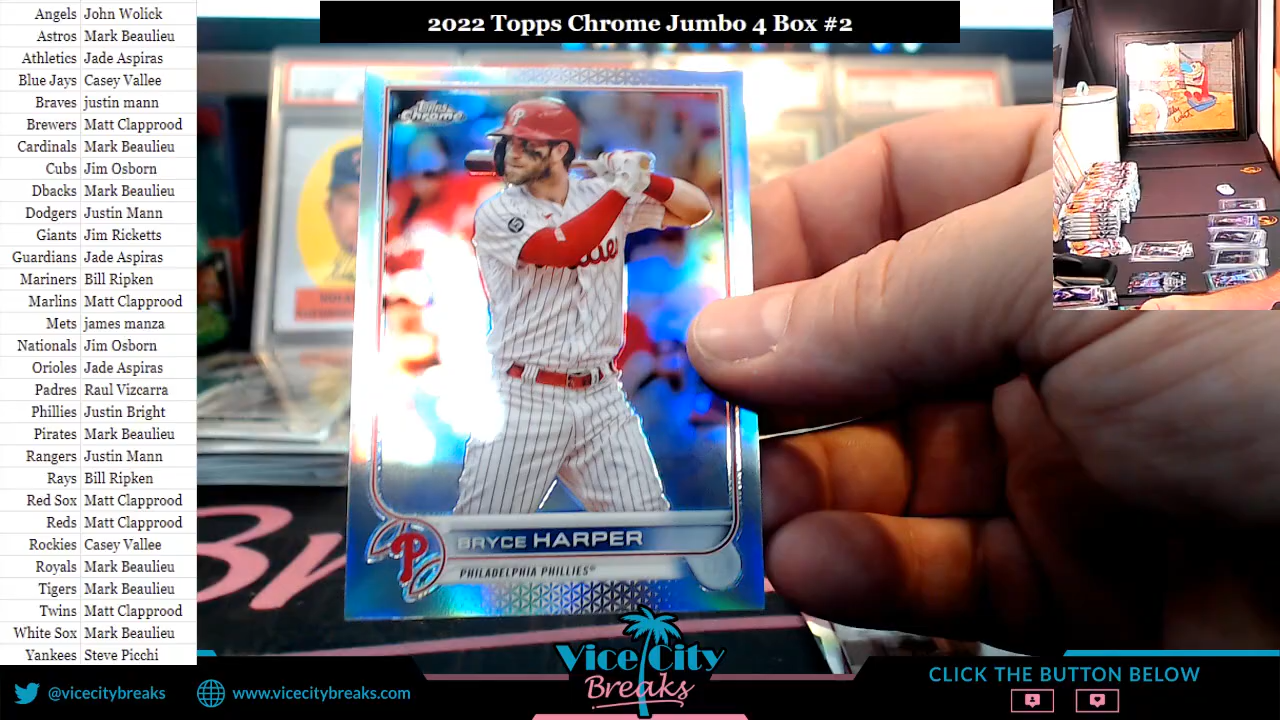 2022 Topps Chrome Jumbo 4 Box #2
Angels John Wolick
Astros Mark Beaulieu
Athletics Jade Aspiras
Blue Jays Casey Vallee
Braves justin mann
Brewers Matt Clapprood
Cardinals Mark Beaulieu
Cubs Jim Osborn
Dbacks Mark Beaulieu
Dodgers Justin Mann
Giants Jim Ricketts
Guardians Jade Aspiras
Mariners Bill Ripken
Marlins Matt Clapprood
Mets james manza
Nationals Jim Osborn
Orioles Jade Aspiras
Padres Raul Vizcarra
Phillies Justin Bright
Pirates Mark Beaulieu
Rangers Justin Mann
Rays Bill Ripken
Red Sox Matt Clapprood
Reds Matt Clapprood
Rockies Casey Vallee
Royals Mark Beaulieu
Tigers Mark Beaulieu
Twins Matt Clapprood
White Sox Mark Beaulieu
Yankees Steve Picchi
Topps
Chrome
P
P
BRYCE HARPER
PHILADELPHIA PHILLIES®
@vicecitybreaks
www.vicecitybreaks.com
Vice City
Breaks
CLICK THE BUTTON BELOW